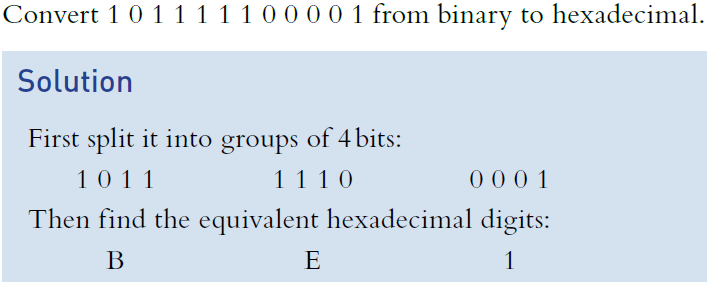 Convert 1 0 1 1 1 1 1 0 0 0 0 1 from binary to hexadecimal.
Solution
First split it into groups of 4 bits:
1 0 1 1 1 1 1 0 0 0 0 1
Then find the equivalent hexadecimal digits:
B E 1